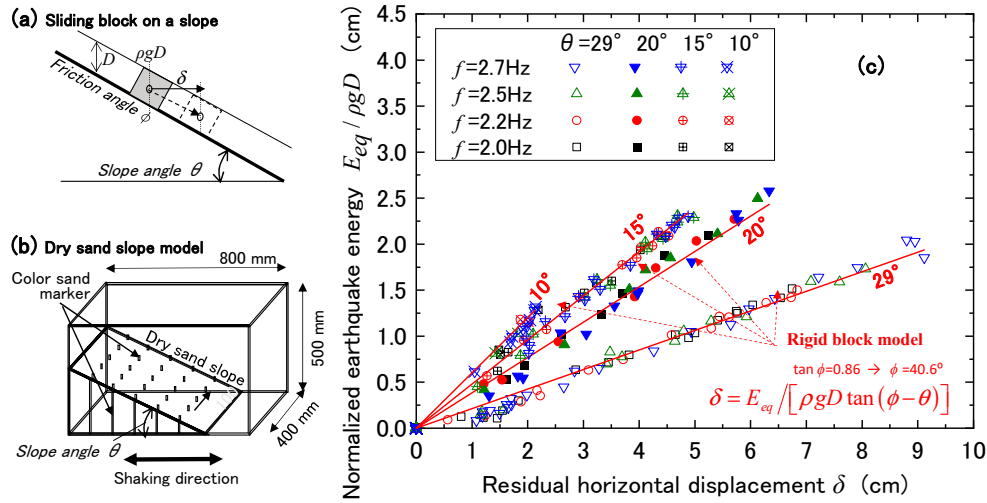 (a) Sliding block on a slope
ρgD
D
δ
Friction angle
ϕ
Slope angle θ
(b) Dry sand slope model
800 mm
Color sand
marker
Dry sand slope
500 mm
400 mm
Slope angle θ
Shaking direction
(c)
Normalized earthquake energy E_eq / ρgD (cm)
5.0
4.5
4.0
3.5
3.0
2.5
2.0
1.5
1.0
0.5
0.0
θ=29° 20° 15° 10°
f=2.7Hz
f=2.5Hz
f=2.2Hz
f=2.0Hz
15°
20°
10°
29°
Rigid block model
tan ϕ=0.86 → ϕ=40.6°
δ = E_eq/[ρgD tan(ϕ−θ)]
0 1 2 3 4 5 6 7 8 9 10
Residual horizontal displacement δ (cm)